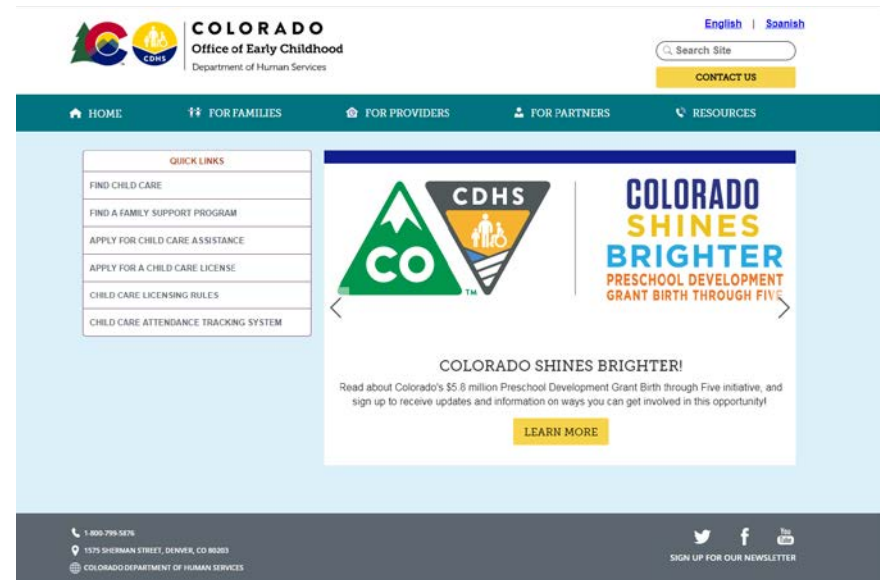 COLORADO
Office of Early Childhood
Department of Human Services
CDHS
English | Spanish
Search Site
CONTACT US
HOME
FOR FAMILIES
FOR PROVIDERS
FOR PARTNERS
RESOURCES
QUICK LINKS
FIND CHILD CARE
FIND A FAMILY SUPPORT PROGRAM
APPLY FOR CHILD CARE ASSISTANCE
APPLY FOR A CHILD CARE LICENSE
CHILD CARE LICENSING RULES
CHILD CARE ATTENDANCE TRACKING SYSTEM
CDHS
CO
TM
COLORADO
SHINES
BRIGHTER
PRESCHOOL DEVELOPMENT
GRANT BIRTH THROUGH FIVE
COLORADO SHINES BRIGHTER!
Read about Colorado's $5.8 million Preschool Development Grant Birth through Five initiative, and
sign up to receive updates and information on ways you can get involved in this opportunity!
LEARN MORE
1-800-799-5876
1575 SHERMAN STREET, DENVER, CO 80203
COLORADO DEPARTMENT OF HUMAN SERVICES
You
Tube
SIGN UP FOR OUR NEWSLETTER